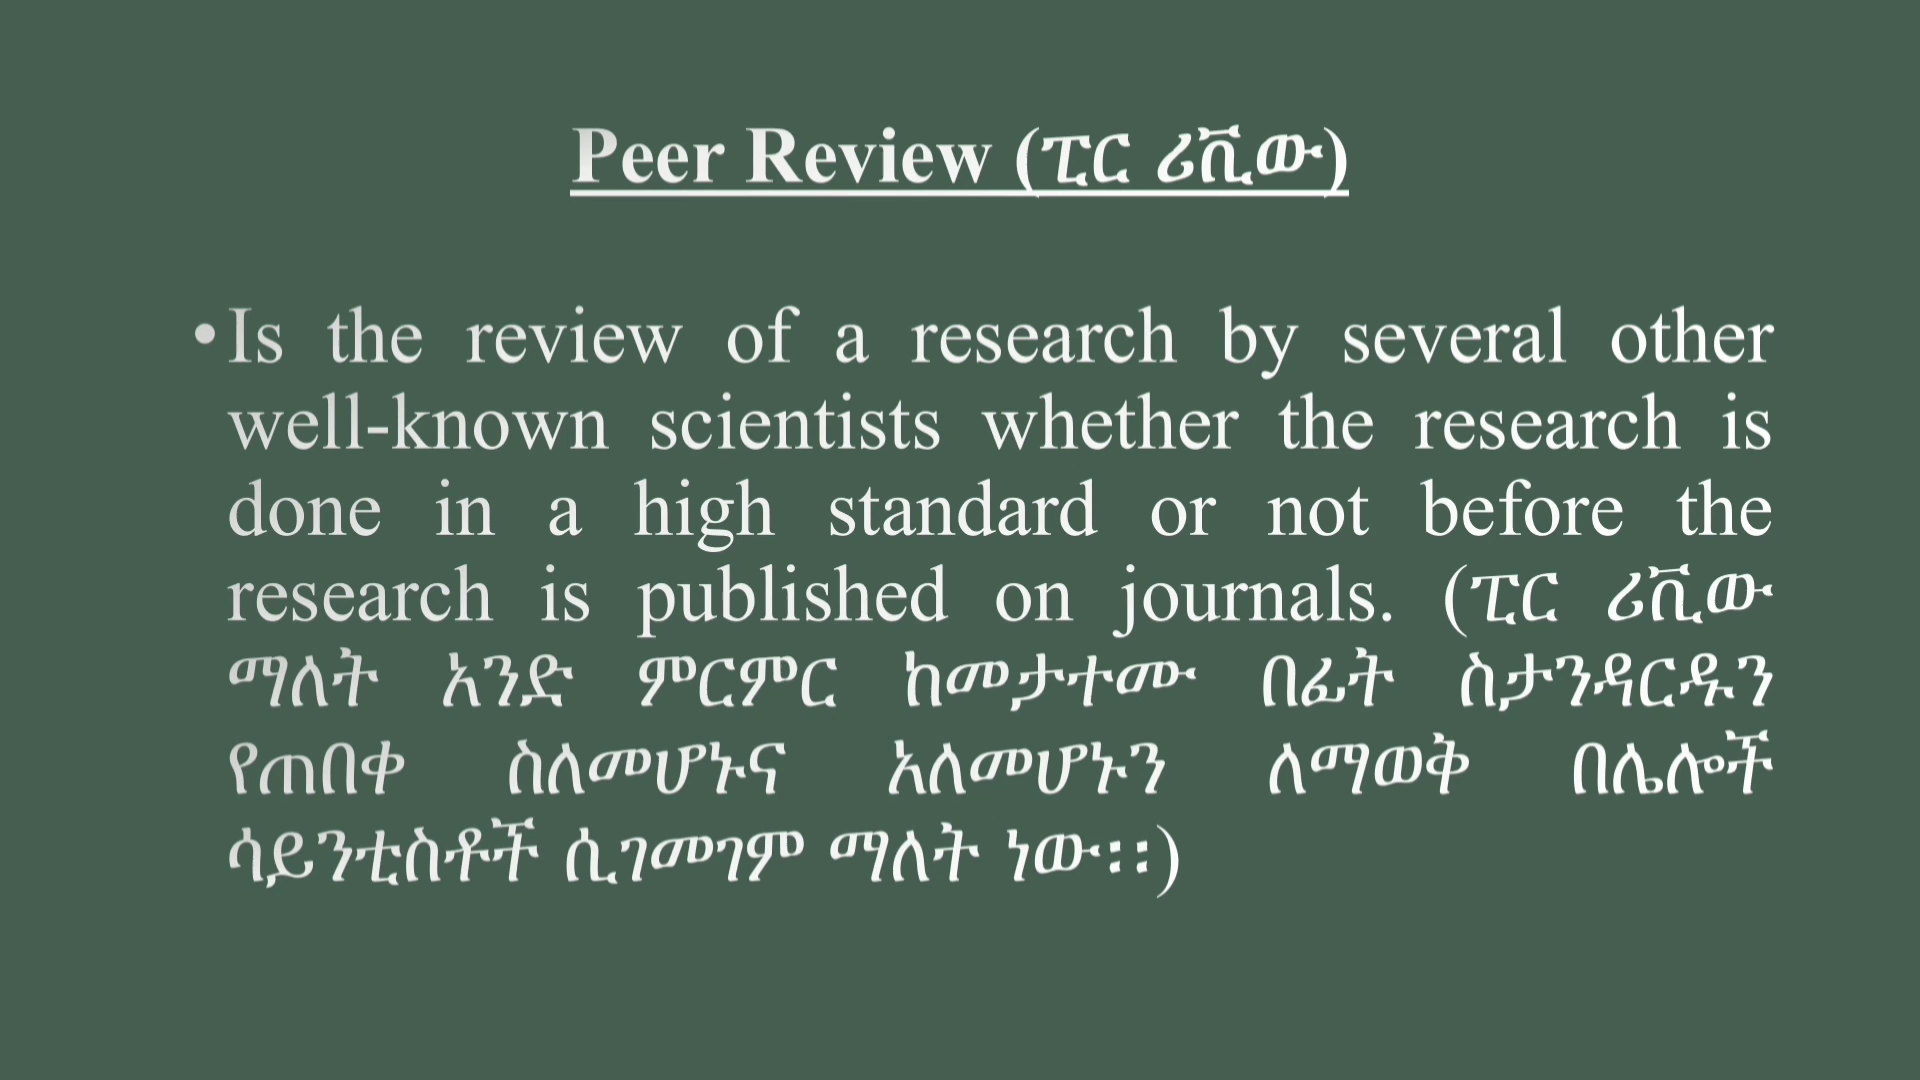 Peer Review (ፒር ሪቪው)
•Is the review of a research by several other
well-known scientists whether the research is
done in a high standard or not before the
research is published on journals. (ፒር ሪቪው
ማለት አንድ ምርምር ከመታተሙ በፊት ስታንዳርዱን
የጠበቀ ስለመሆኑና አለመሆኑን ለማወቅ በሌሎች
ሳይንቲስቶች ሲገመገም ማለት ነው፡፡)